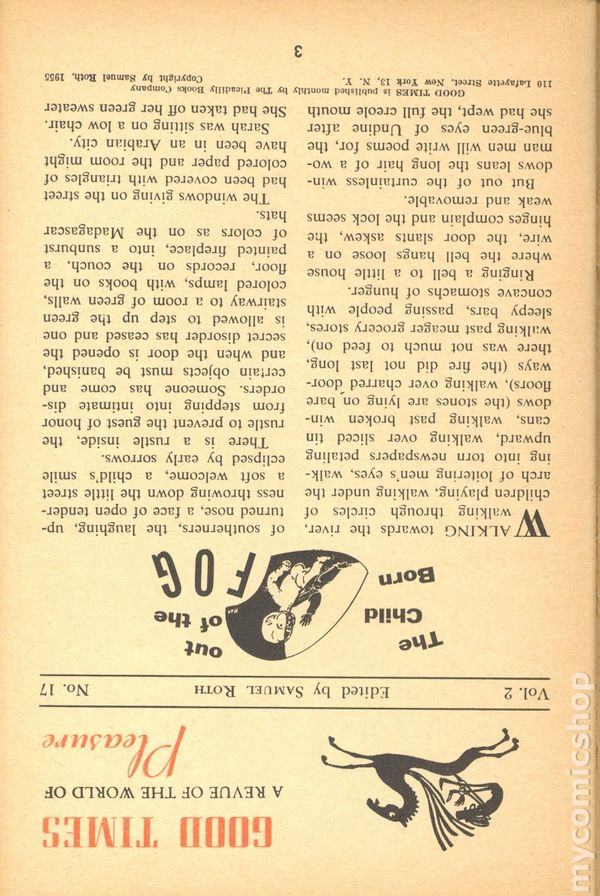 GOOD TIMES
A REVUE OF THE WORLD OF
Pleasure
Vol. 2 Edited by SAMUEL ROTH No. 17
The
Child
Born
out
of the
FOG
WALKING towards the river,
walking through circles of
children playing, walking under the
arch of loitering men's eyes, walk-
ing into torn newspapers petaling
upward, walking over sliced tin
cans, walking past broken win-
dows (the stones are lying on bare
floors), walking over charred door-
ways (the fire did not last long,
there was not much to feed on),
walking past meager grocery stores,
sleepy bars, passing people with
concave stomachs of hunger.
Ringing a bell to a little house
where the bell hangs loose on a
wire, the door slants askew, the
hinges complain and the lock seems
weak and removable.
But out of the curtainless win-
dows leans the long hair of a wo-
man men will write poems for, the
blue-green eyes of Undine after
she had wept, the full creole mouth
of southerners, the laughing, up-
turned nose, a face of open tender-
ness throwing down the little street
a soft welcome, a child's smile
eclipsed by early sorrows.
There is a rustle inside, the
rustle to prevent the guest of honor
from stepping into intimate dis-
orders. Someone has come and
certain objects must be banished,
and when the door is opened the
secret disorder has ceased and one
is allowed to step up the green
stairway to a room of green walls,
colored lamps, with books on the
floor, records on the couch, a
painted fireplace, into a sunburst
of colors as on the Madagascar
hats.
The windows giving on the street
had been covered with triangles of
colored paper and the room might
have been in an Arabian city.
Sarah was sitting on a low chair.
She had taken off her green sweater
GOOD TIMES is published monthly by The Picadilly Books Company
110 Lafayette Street, New York 13, N. Y. Copyright by Samuel Roth, 1955
3
mycomicshop